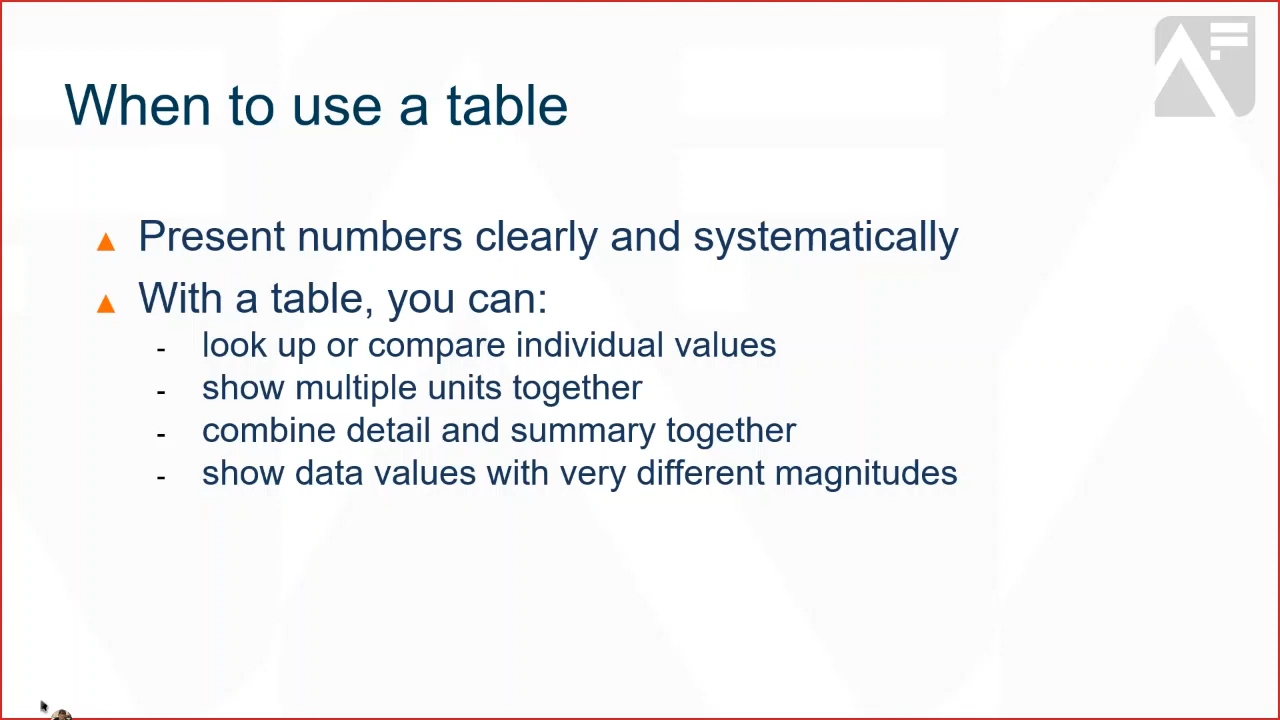 When to use a table
Present numbers clearly and systematically
With a table, you can:
- look up or compare individual values
- show multiple units together
- combine detail and summary together
- show data values with very different magnitudes